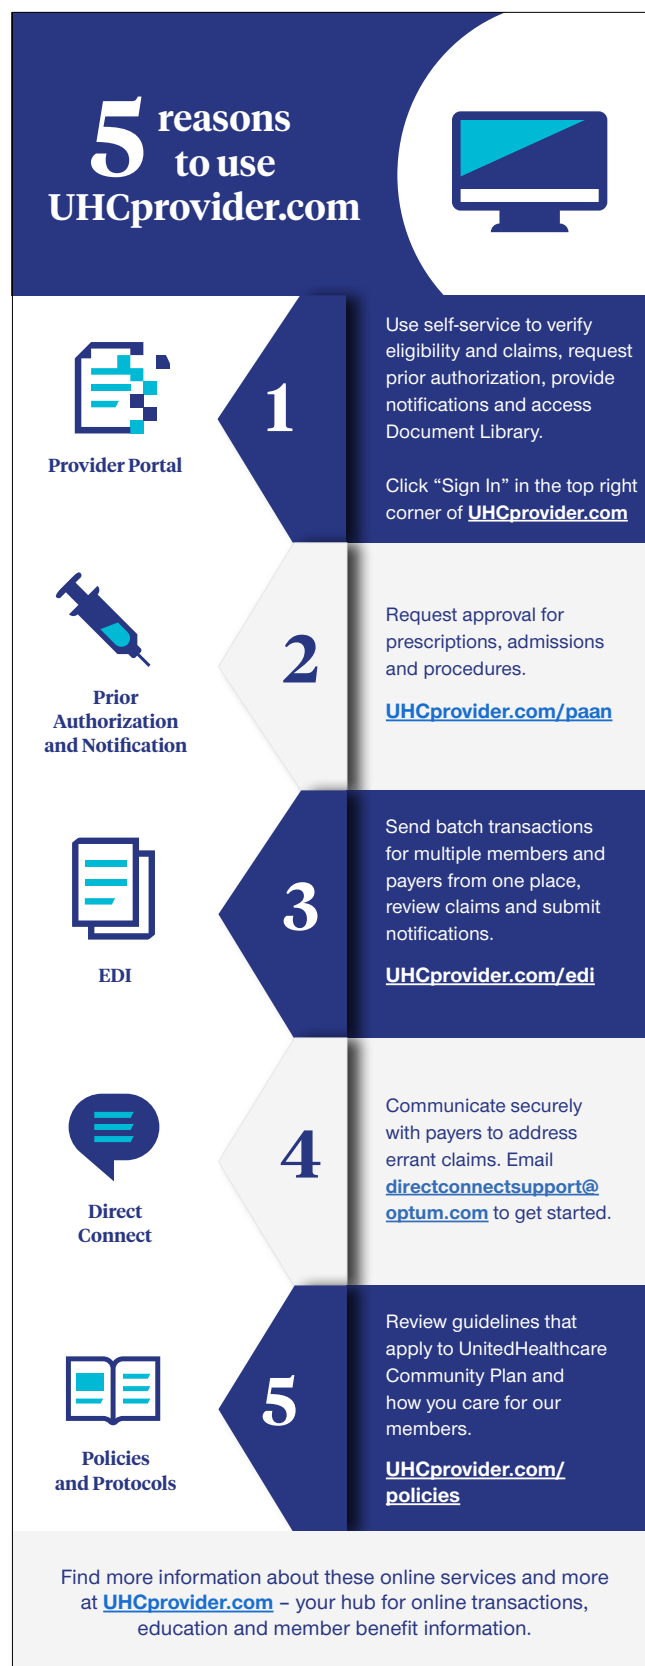 5 reasons
to use
UHCprovider.com
Provider Portal
1
Use self-service to verify
eligibility and claims, request
prior authorization, provide
notifications and access
Document Library.
Click “Sign In” in the top right
corner of UHCprovider.com
Prior
Authorization
and Notification
2
Request approval for
prescriptions, admissions
and procedures.
UHCprovider.com/paan
EDI
3
Send batch transactions
for multiple members and
payers from one place,
review claims and submit
notifications.
UHCprovider.com/edi
Direct
Connect
4
Communicate securely
with payers to address
errant claims. Email
directconnectsupport@
optum.com to get started.
Policies
and Protocols
5
Review guidelines that
apply to UnitedHealthcare
Community Plan and
how you care for our
members.
UHCprovider.com/
policies
Find more information about these online services and more
at UHCprovider.com – your hub for online transactions,
education and member benefit information.